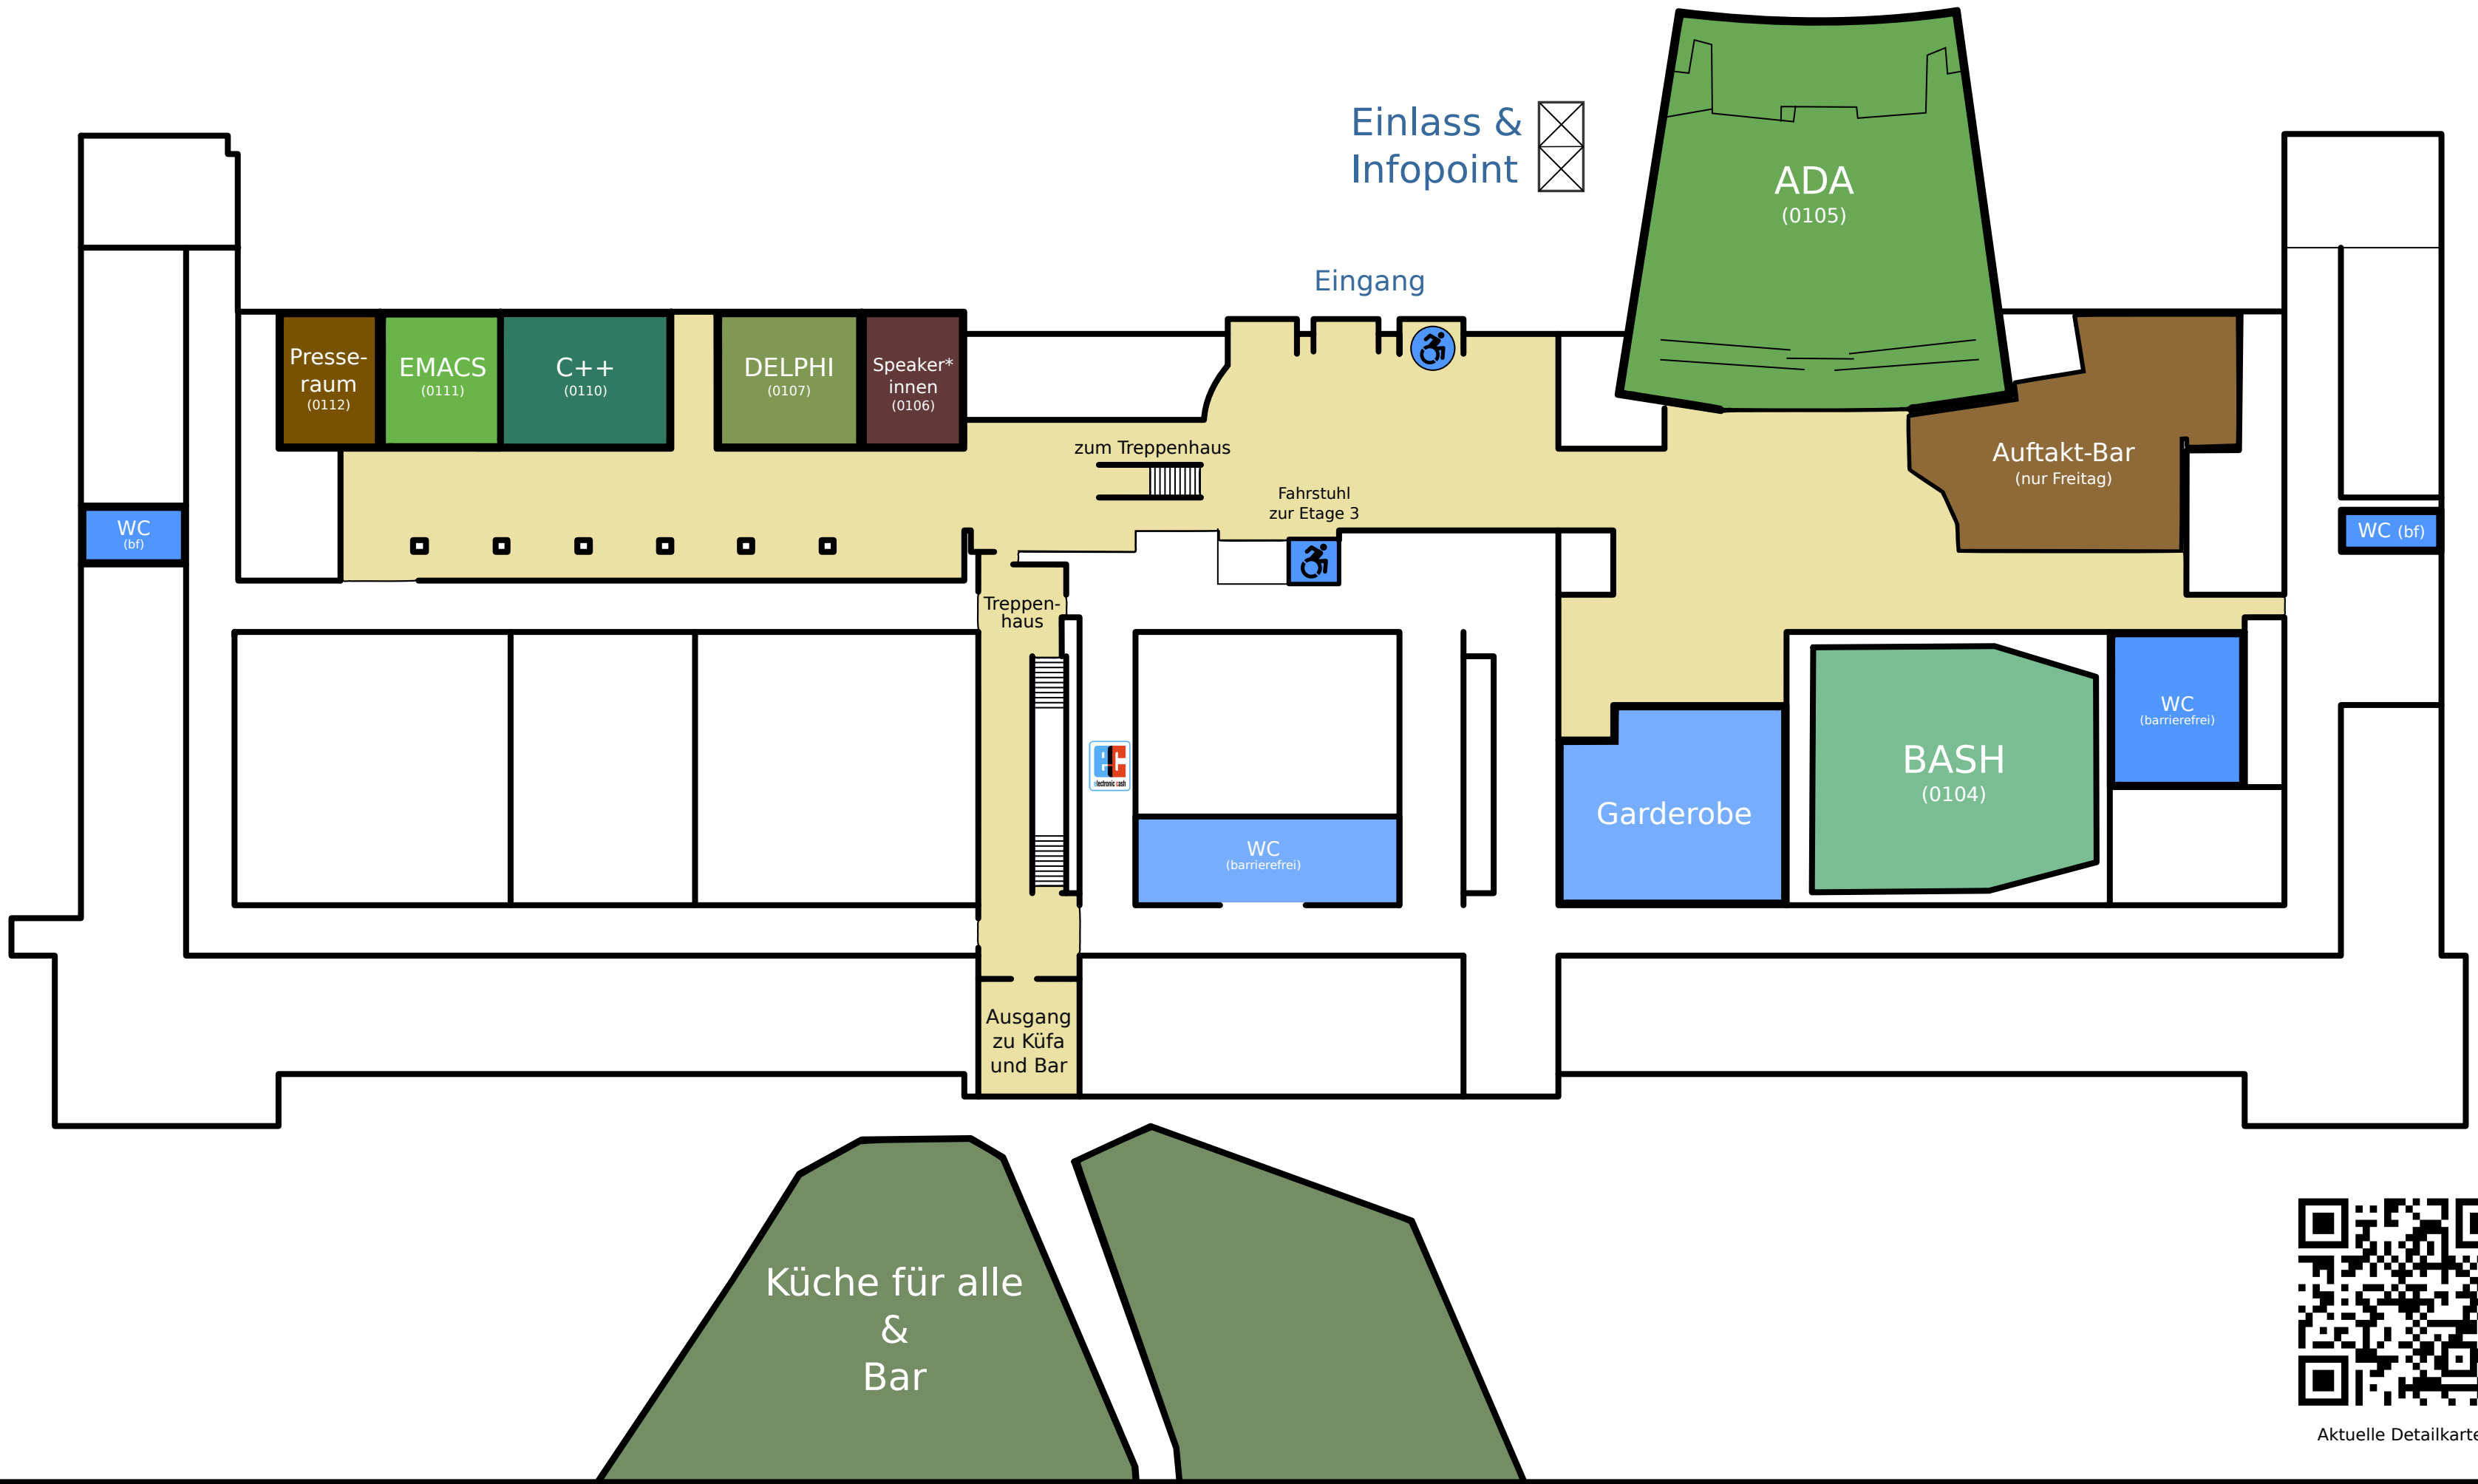 Einlass &
Infopoint
ADA
(0105)
Eingang
Presse-
raum
(0112)
EMACS
(0111)
C++
(0110)
DELPHI
(0107)
Speaker*
innen
(0106)
zum Treppenhaus
Fahrstuhl
zur Etage 3
Auftakt-Bar
(nur Freitag)
WC
(bf)
WC (bf)
Treppen-
haus
WC
(barrierefrei)
BASH
(0104)
Garderobe
electronic cash
WC
(barrierefrei)
Ausgang
zu Küfa
und Bar
Küche für alle
&
Bar
Aktuelle Detailkarte